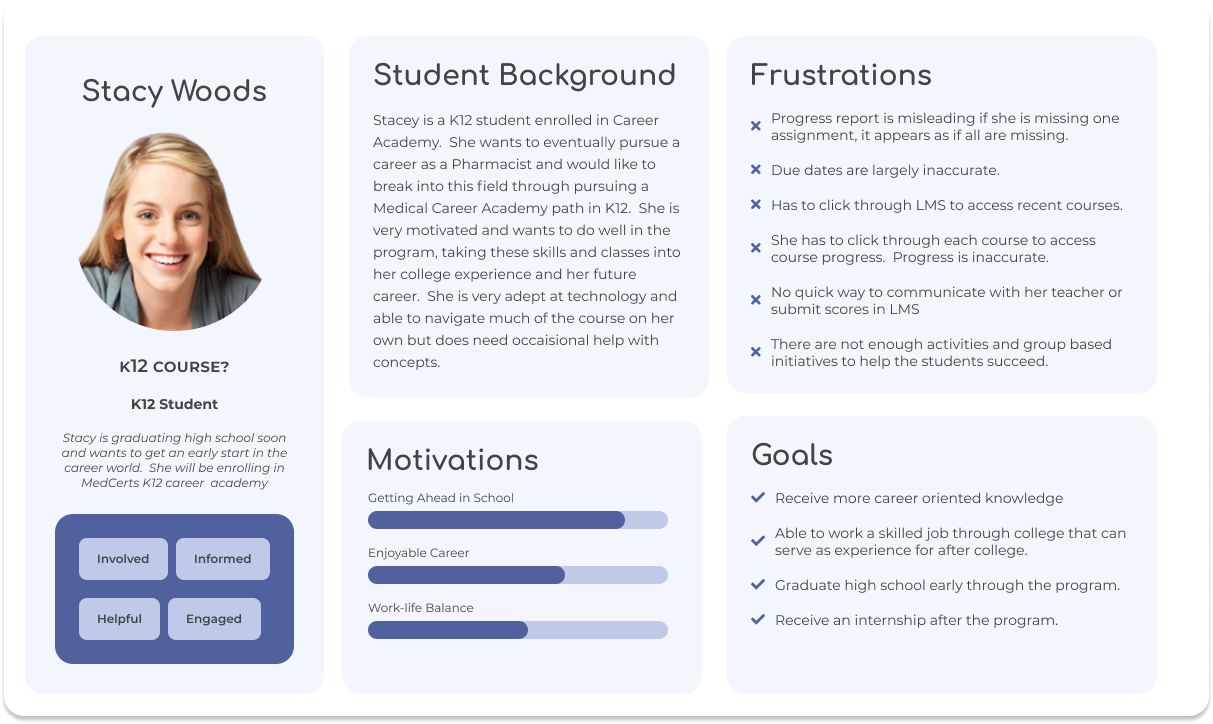 Stacy Woods
K12 COURSE?
K12 Student
Stacy is graduating high school soon
and wants to get an early start in the
career world.  She will be enrolling in
MedCerts K12 career  academy
Involved
Informed
Helpful
Engaged
Student Background
Stacey is a K12 student enrolled in Career
Academy.  She wants to eventually pursue a
career as a Pharmacist and would like to
break into this field through pursuing a
Medical Career Academy path in K12.  She is
very motivated and wants to do well in the
program, taking these skills and classes into
her college experience and her future
career.  She is very adept at technology and
able to navigate much of the course on her
own but does need occaisional help with
concepts.
Motivations
Getting Ahead in School
Enjoyable Career
Work-life Balance
Frustrations
Progress report is misleading if she is missing one
assignment, it appears as if all are missing.
Due dates are largely inaccurate.
Has to click through LMS to access recent courses.
She has to click through each course to access
course progress.  Progress is inaccurate.
No quick way to communicate with her teacher or
submit scores in LMS
There are not enough activities and group based
initiatives to help the students succeed.
Goals
Receive more career oriented knowledge
Able to work a skilled job through college that can
serve as experience for after college.
Graduate high school early through the program.
Receive an internship after the program.